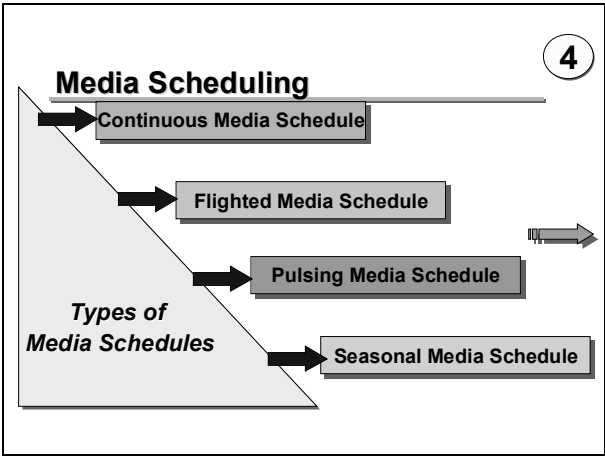 4
Media Scheduling
Continuous Media Schedule
Flighted Media Schedule
Pulsing Media Schedule
Types of
Media Schedules
Seasonal Media Schedule